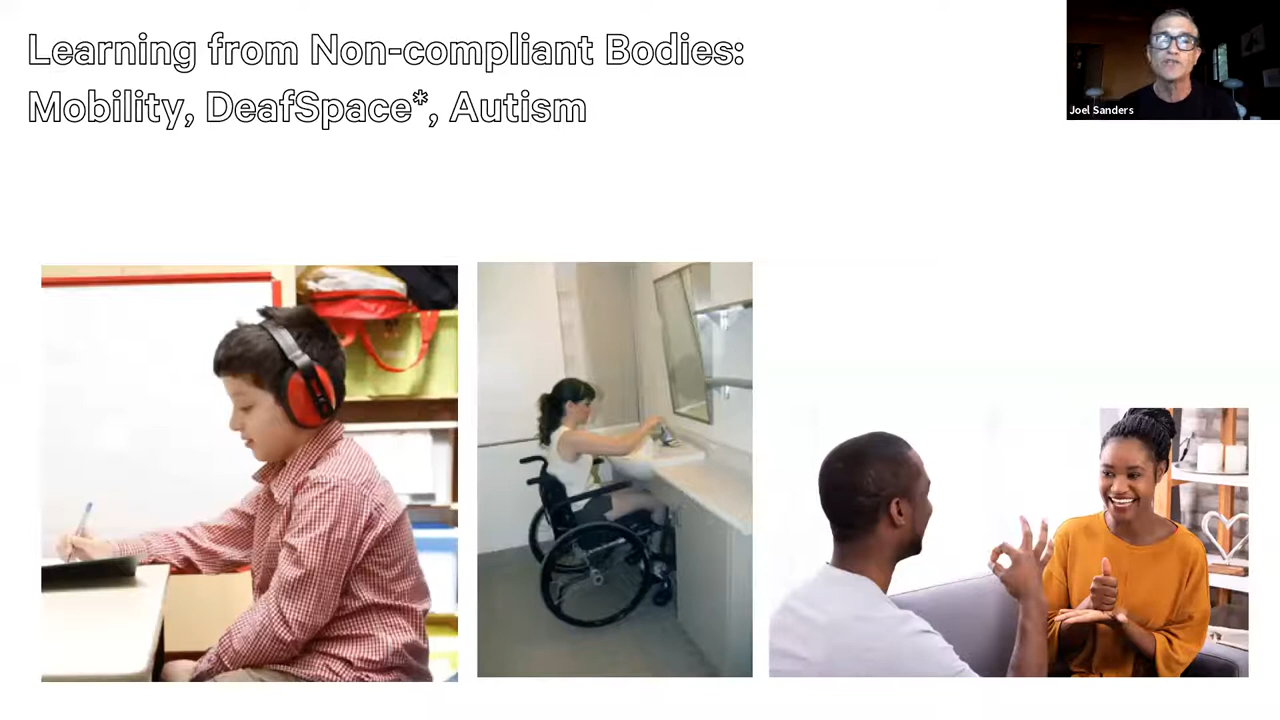 Learning from Non-compliant Bodies:
Mobility, DeafSpace*, Autism
Joel Sanders